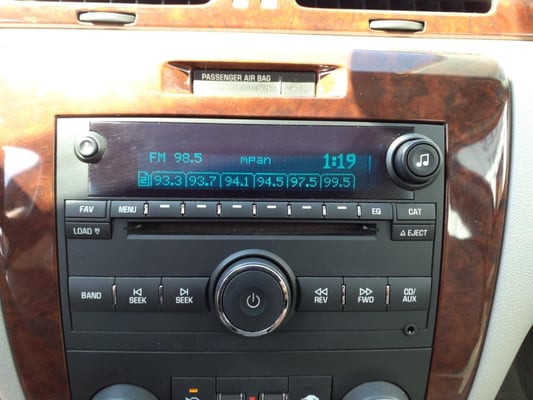 PASSENGER AIR BAG
FM 98.5 mpan 1:19
2 93.3 93.7 94.1 94.5 97.5 99.5
FAV MENU EQ CAT
LOAD EJECT
BAND SEEK SEEK REV FWD CD/
AUX